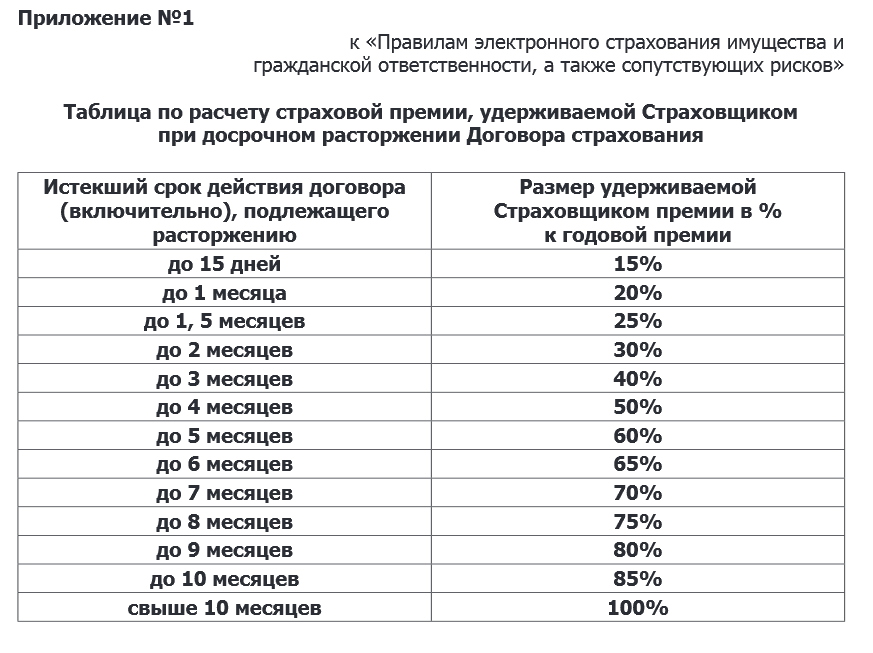 Приложение №1
к «Правилам электронного страхования имущества и
гражданской ответственности, а также сопутствующих рисков»
Таблица по расчету страховой премии, удерживаемой Страховщиком
при досрочном расторжении Договора страхования
Истекший срок действия договора
(включительно), подлежащего
расторжению
Размер удерживаемой
Страховщиком премии в %
к годовой премии
до 15 дней 15%
до 1 месяца 20%
до 1, 5 месяцев 25%
до 2 месяцев 30%
до 3 месяцев 40%
до 4 месяцев 50%
до 5 месяцев 60%
до 6 месяцев 65%
до 7 месяцев 70%
до 8 месяцев 75%
до 9 месяцев 80%
до 10 месяцев 85%
свыше 10 месяцев 100%